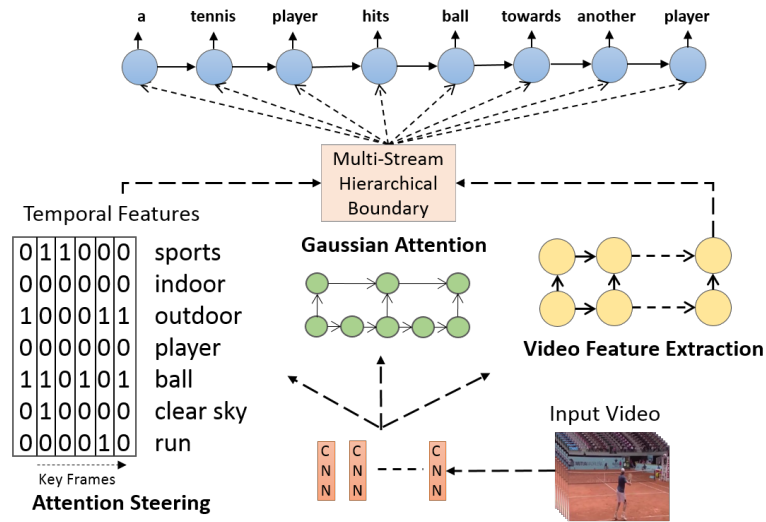 a tennis player hits ball towards another player
Multi-Stream
Hierarchical
Boundary
Temporal Features
0 1 1 0 0 0 sports
0 0 0 0 0 0 indoor
1 0 0 0 1 1 outdoor
0 0 0 0 0 0 player
1 1 0 1 0 1 ball
0 1 0 0 0 0 clear sky
0 0 0 0 1 0 run
Key Frames
Attention Steering
Gaussian Attention
Video Feature Extraction
Input Video
C N N
C N N
C N N